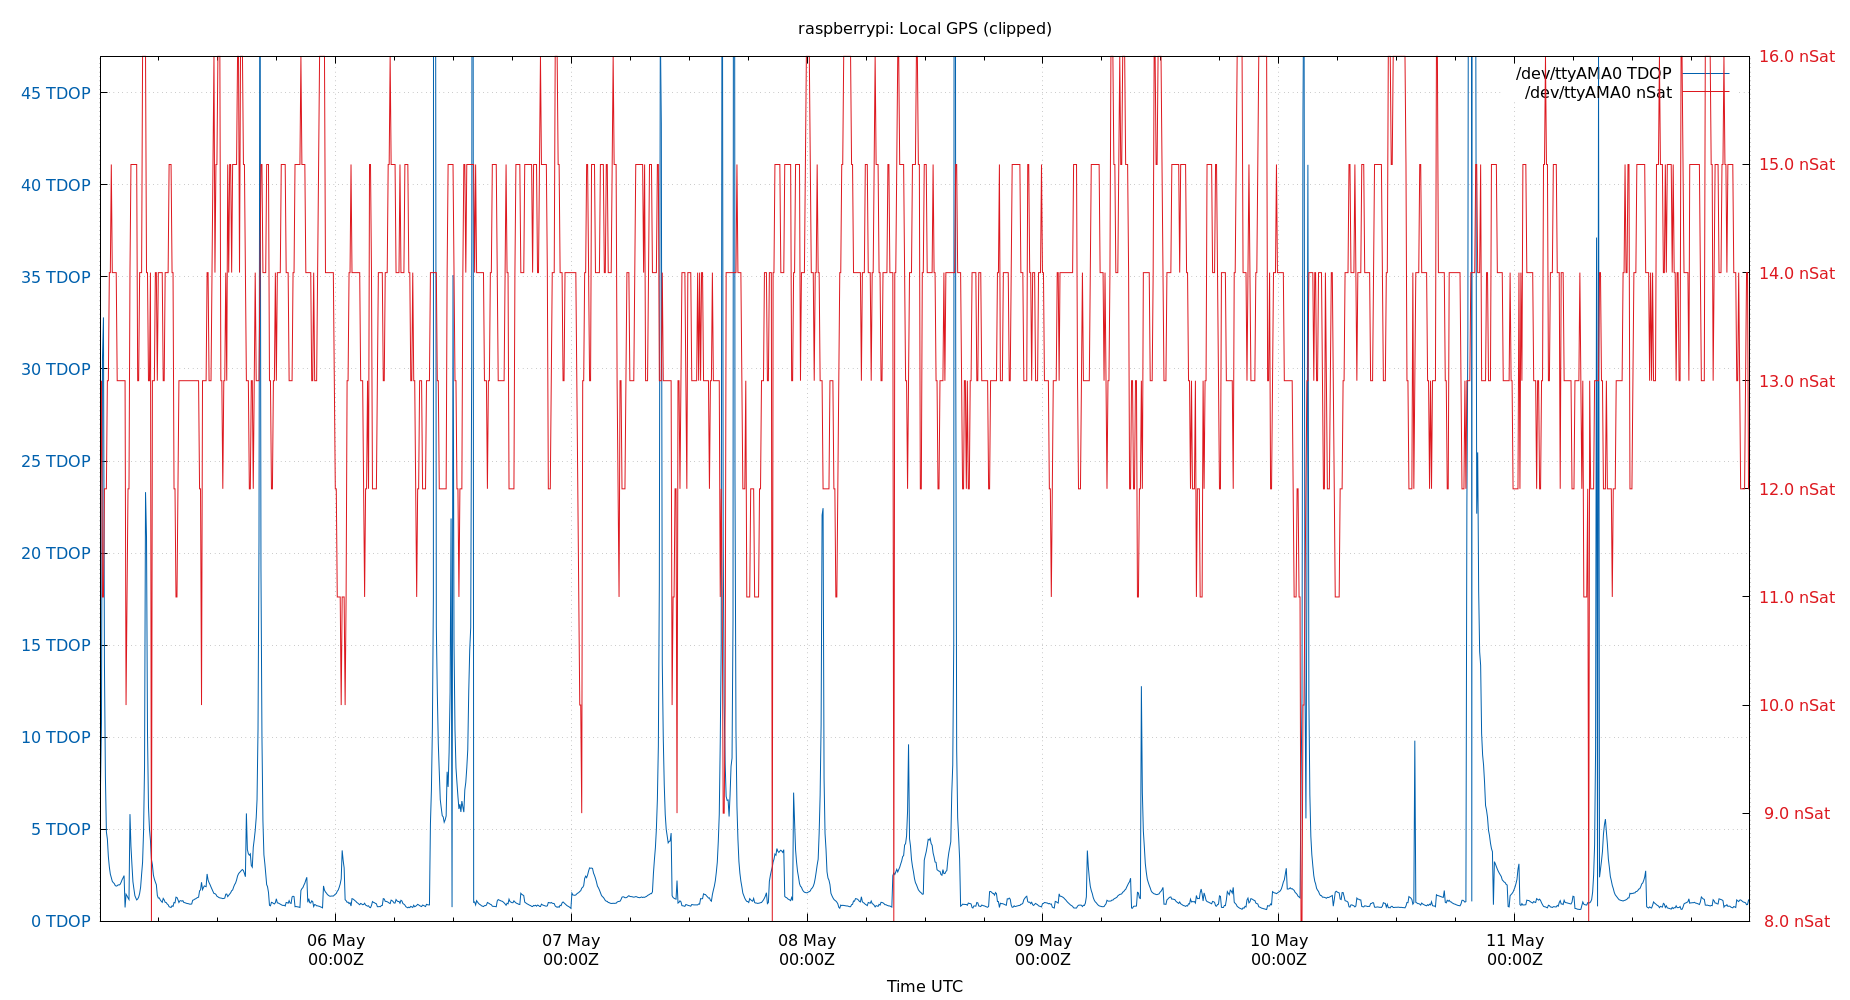 raspberrypi: Local GPS (clipped)
/dev/ttyAMA0 TDOP
/dev/ttyAMA0 nSat
45 TDOP
40 TDOP
35 TDOP
30 TDOP
25 TDOP
20 TDOP
15 TDOP
10 TDOP
5 TDOP
0 TDOP
16.0 nSat
15.0 nSat
14.0 nSat
13.0 nSat
12.0 nSat
11.0 nSat
10.0 nSat
9.0 nSat
8.0 nSat
06 May
00:00Z
07 May
00:00Z
08 May
00:00Z
09 May
00:00Z
10 May
00:00Z
11 May
00:00Z
Time UTC